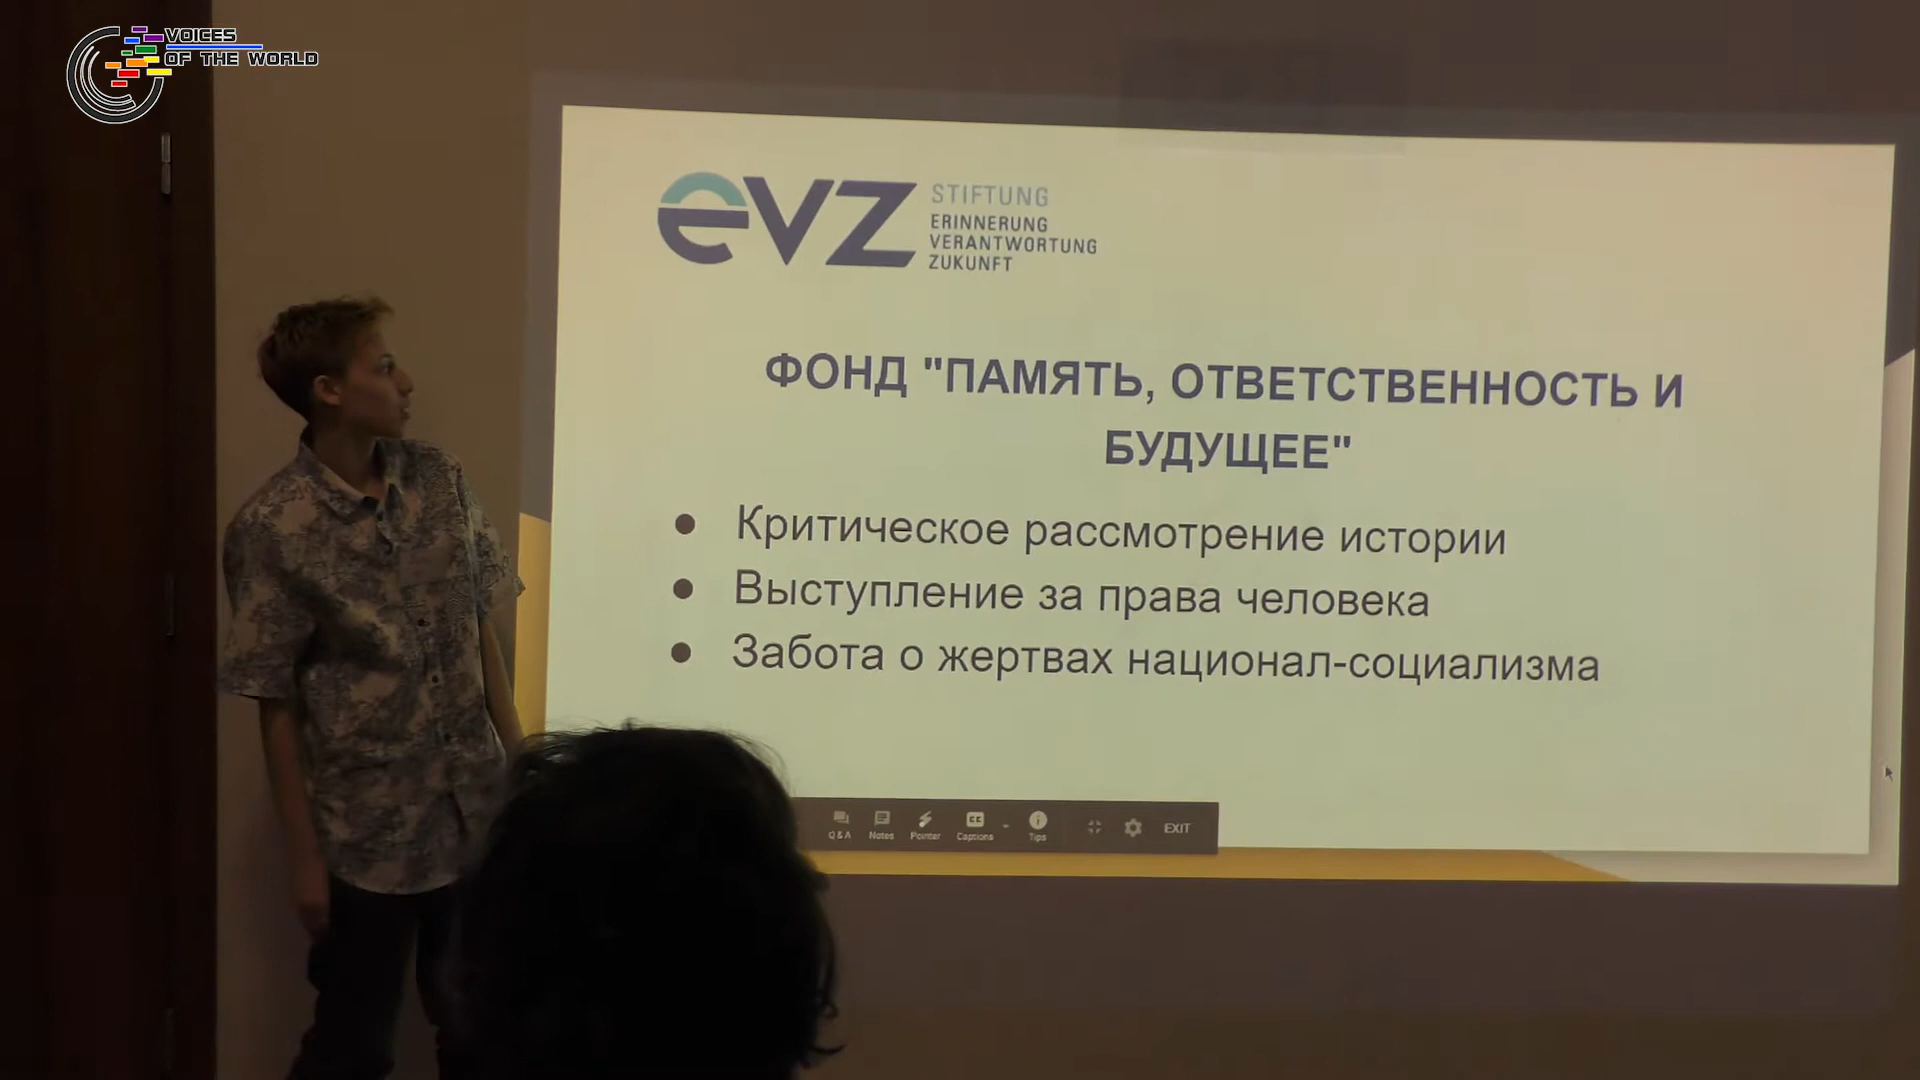 VOICES
OF THE WORLD
evz
STIFTUNG
ERINNERUNG
VERANTWORTUNG
ZUKUNFT
ФОНД "ПАМЯТЬ, ОТВЕТСТВЕННОСТЬ И
БУДУЩЕЕ"
● Критическое рассмотрение истории
● Выступление за права человека
● Забота о жертвах национал-социализма
Q & A Notes Pointer Captions Tips EXIT